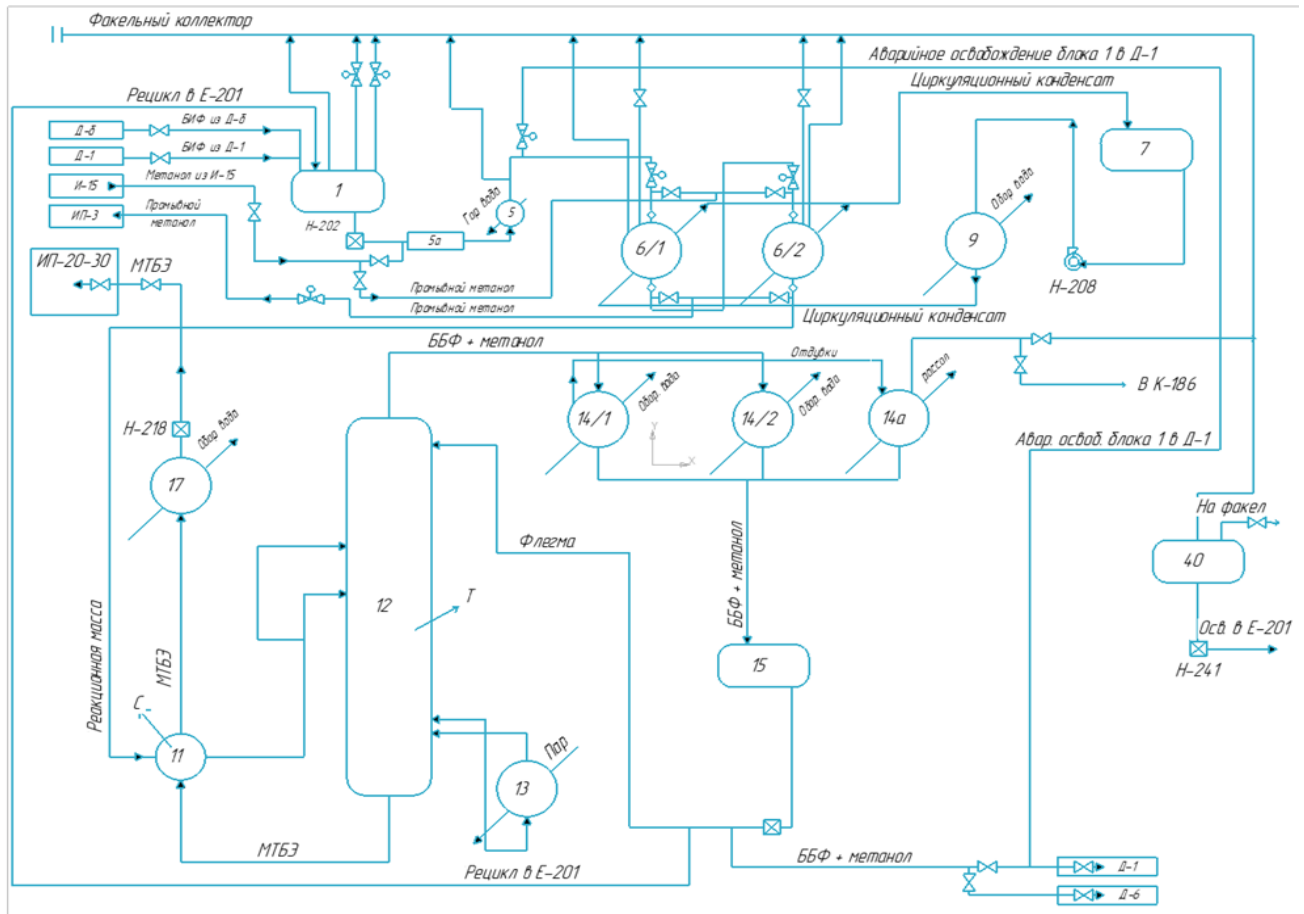 Факельный коллектор
Аварийное освобождение блока 1 в Д-1
Циркуляционный конденсат
Рецикл в Е-201
Д-б
БИФ из Д-б
Д-1
БИФ из Д-1
И-15
Метанол из И-15
ИП-3
Промывной
метанол
1
Н-202
5а
Гор вода
5
6/1
6/2
9
Обор. вода
7
Н-208
ИП-20-30
МТБЭ
Промывной метанол
Промывной метанол
Циркуляционный конденсат
ББФ + метанол
Отдувки
Обор. вода
Обор. вода
рассол
14/1
14/2
14а
Y
X
В К-186
Авар. освоб. блока 1 в Д-1
Н-218
Обор. вода
17
На факел
40
Осв. в Е-201
Н-241
Флегма
ББФ + метанол
12
Т
15
Реакционная масса
МТБЭ
С
11
Пар
13
МТБЭ
Рецикл в Е-201
ББФ + метанол
Д-1
Д-6